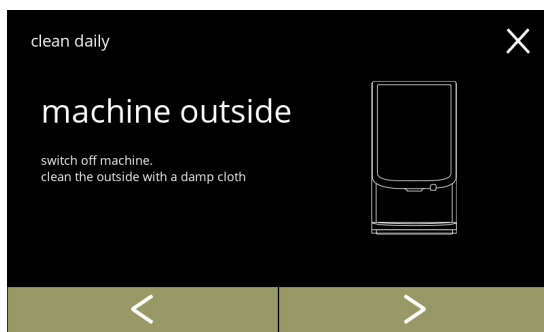 clean daily
machine outside
switch off machine.
clean the outside with a damp cloth